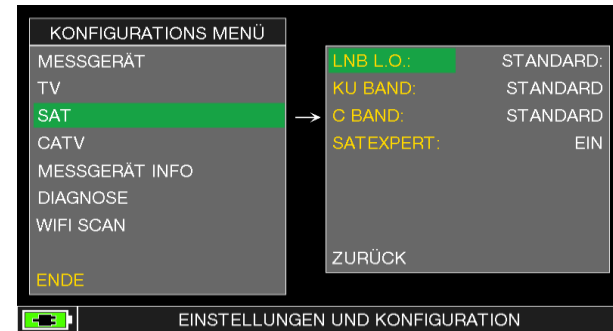 KONFIGURATIONS MENÜ
MESSGERÄT
TV
SAT
CATV
MESSGERÄT INFO
DIAGNOSE
WIFI SCAN
ENDE
→
LNB L.O.: STANDARD:
KU BAND: STANDARD
C BAND: STANDARD
SATEXPERT: EIN
ZURÜCK
EINSTELLUNGEN UND KONFIGURATION